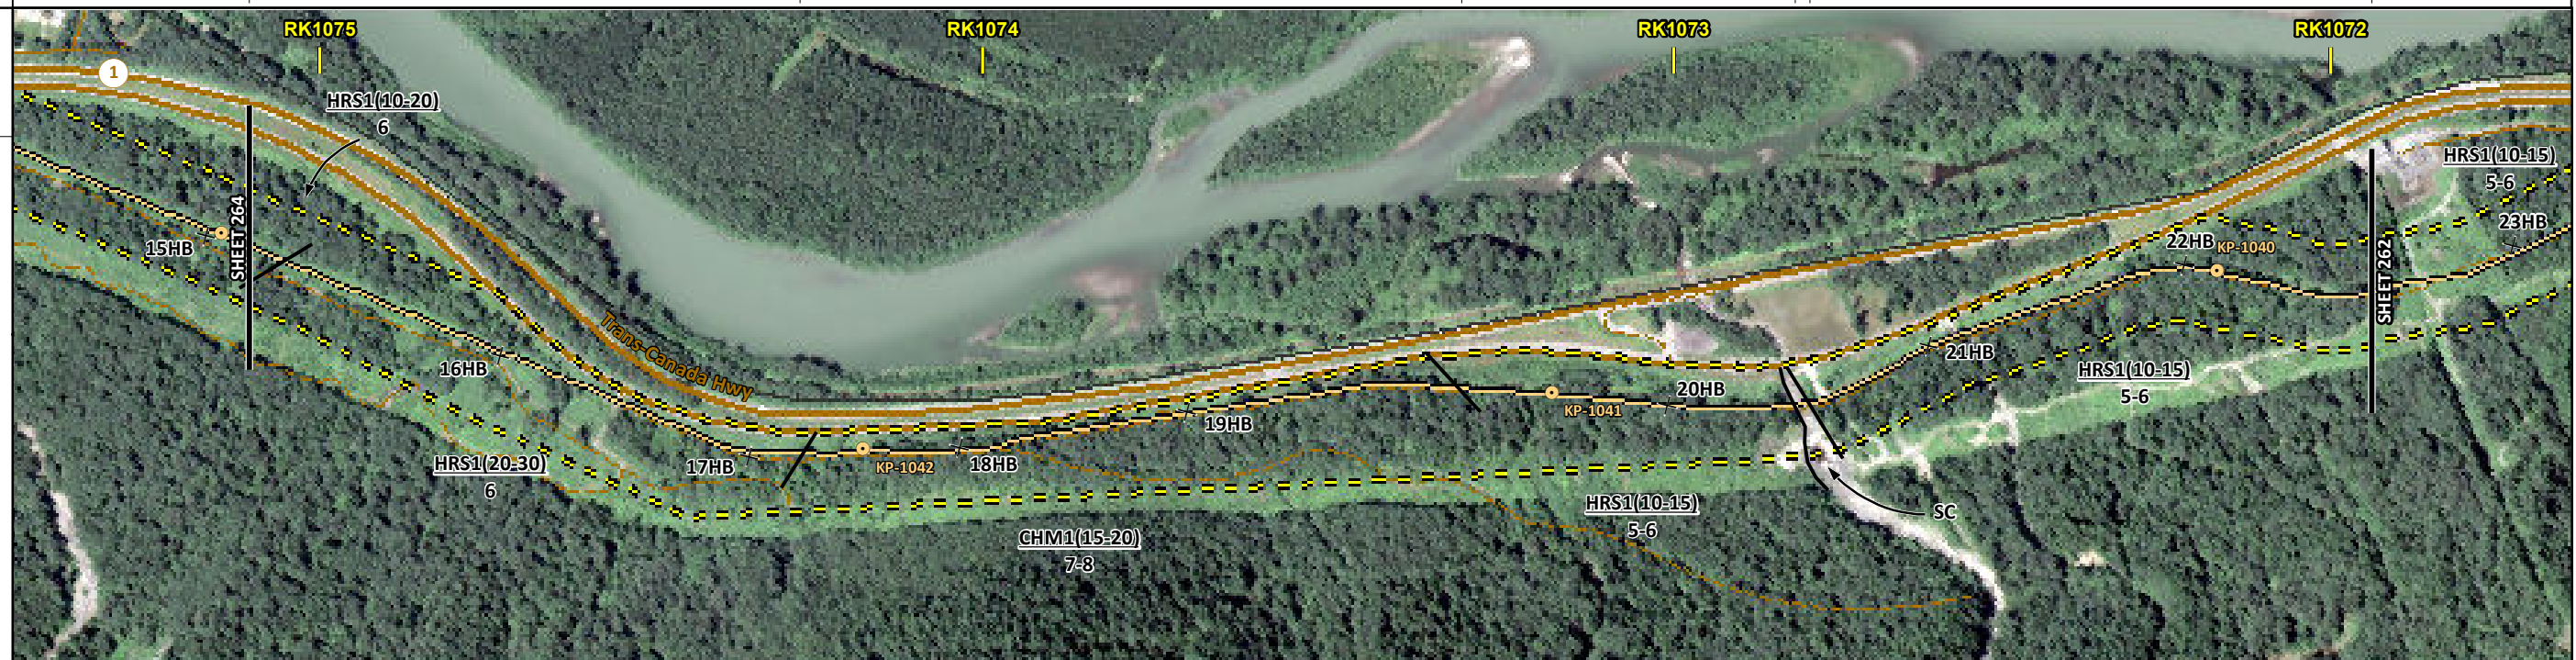 RK1075
RK1074
RK1073
RK1072
1
HRS1(10-20)
6
HRS1(10-15)
5-6
SHEET 264
15HB
23HB
22HB
KP-1040
SHEET 262
Trans-Canada Hwy
16HB
21HB
HRS1(10-15)
5-6
20HB
KP-1041
19HB
HRS1(20-30)
6
17HB
KP-1042
18HB
HRS1(10-15)
5-6
SC
CHM1(15-20)
7-8